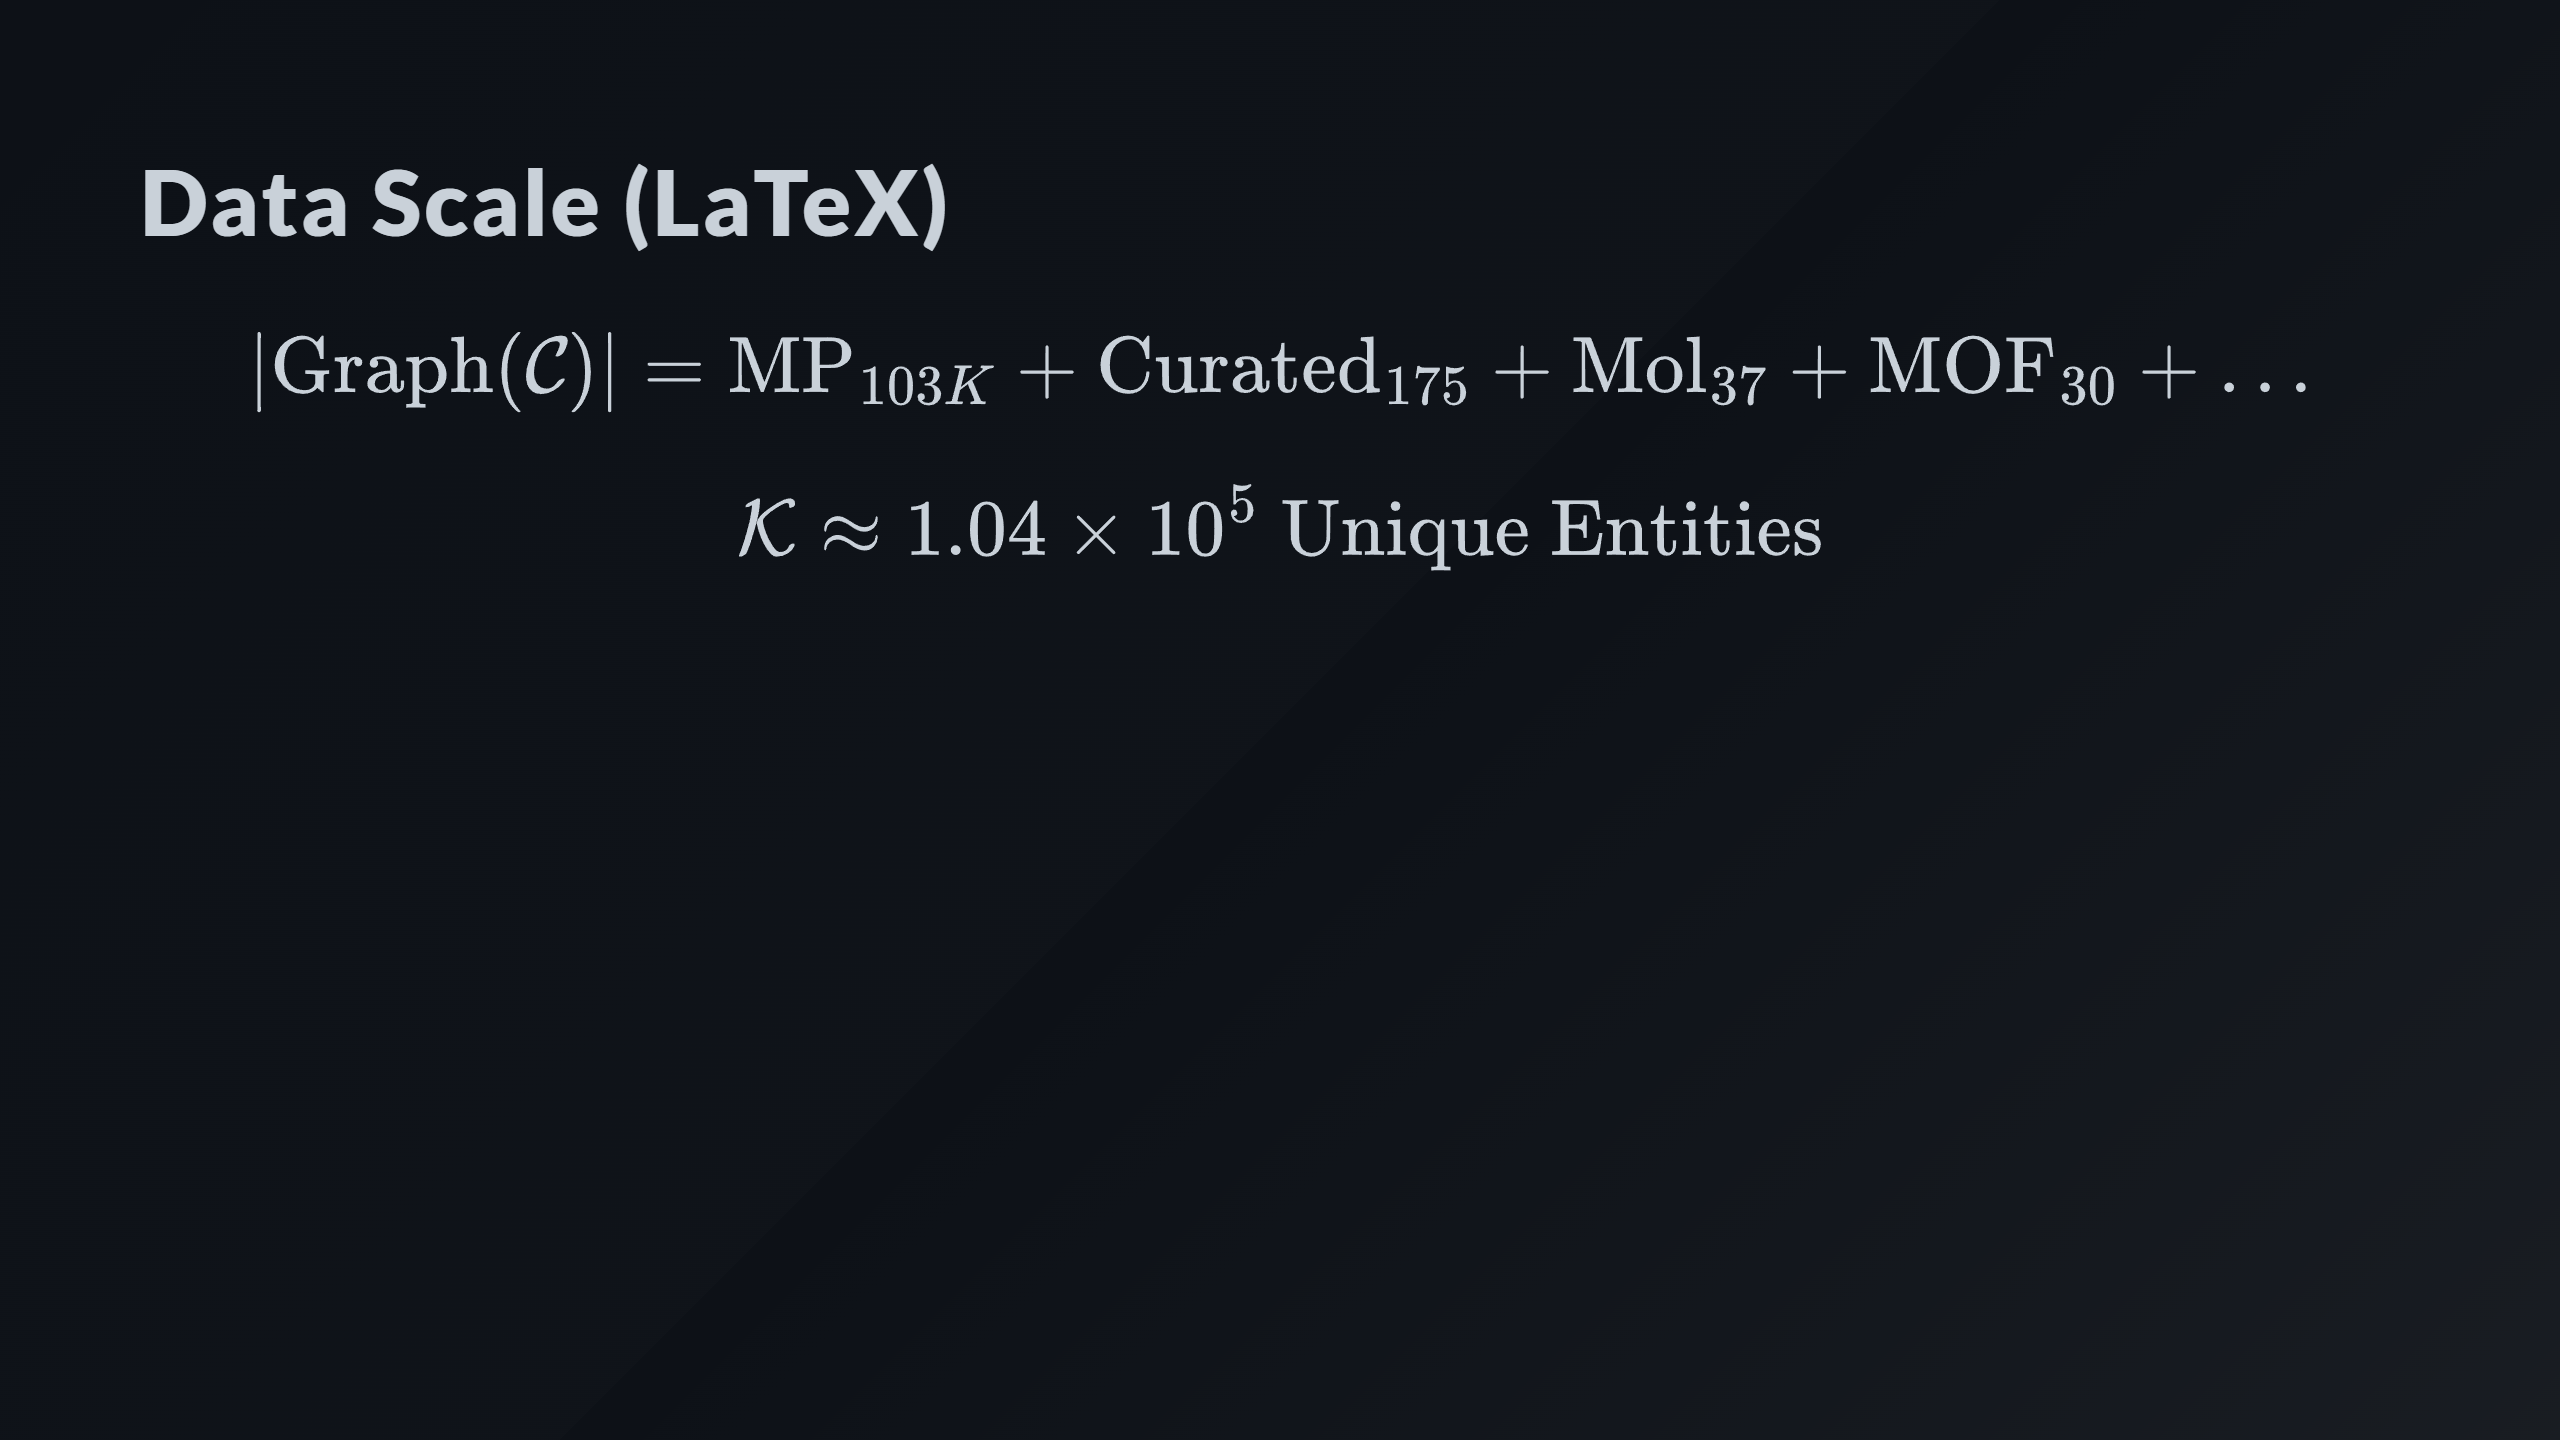 Data Scale (LaTeX)
|Graph(𝒞)| = MP₁₀₃K + Curated₁₇₅ + Mol₃₇ + MOF₃₀ + …
𝒦 ≈ 1.04 × 10⁵ Unique Entities